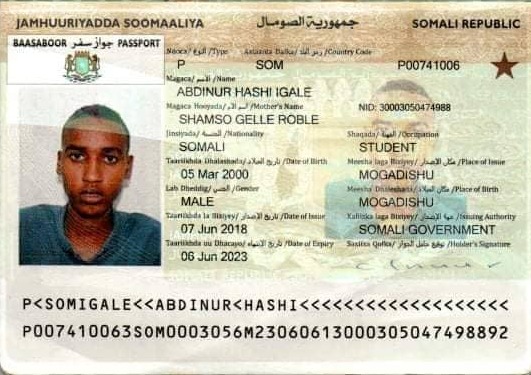 JAMHUURIYADDA SOOMAALIYA جمهورية الصومال SOMALI REPUBLIC
BAASABOOR جواز سفر PASSPORT
Nooca/ النوع /Type Astaanta Dalka/ رمز البلد /Country Code
P SOM P00741006
Magaca/ الاسم /Name
ABDINUR HASHI IGALE
Magaca Hooyada/ اسم الأم /Mother's Name NID: 30003050474988
SHAMSO GELLE ROBLE
Jinsiyada/ الجنسية /Nationality Shaqada/ المهنة /Occupation
SOMALI STUDENT
Taariikhda Dhalashada/ تاريخ الميلاد /Date of Birth Meesha laga Bixiyey/ مكان الإصدار /Place of Issue
05 Mar 2000 MOGADISHU
Lab Dheddig/ الجنس /Gender Meesha Dhalashada/ مكان الميلاد /Place of Birth
MALE MOGADISHU
Taariikhda la Bixiyey/ تاريخ الإصدار /Date of Issue Xafiiska laga Bixiyey/ جهة الإصدار /Issuing Authority
07 Jun 2018 SOMALI GOVERNMENT
Taariikhda uu Dhacayo/ تاريخ الانتهاء /Date of Expiry Saxiixa Qofka/ توقيع حامل الجواز /Holder's Signature
06 Jun 2023
P<SOMIGALE<<ABDINUR<HASHI<<<<<<<<<<<<<<<<<<<
P007410063SOM0003056M23060613000305047498892